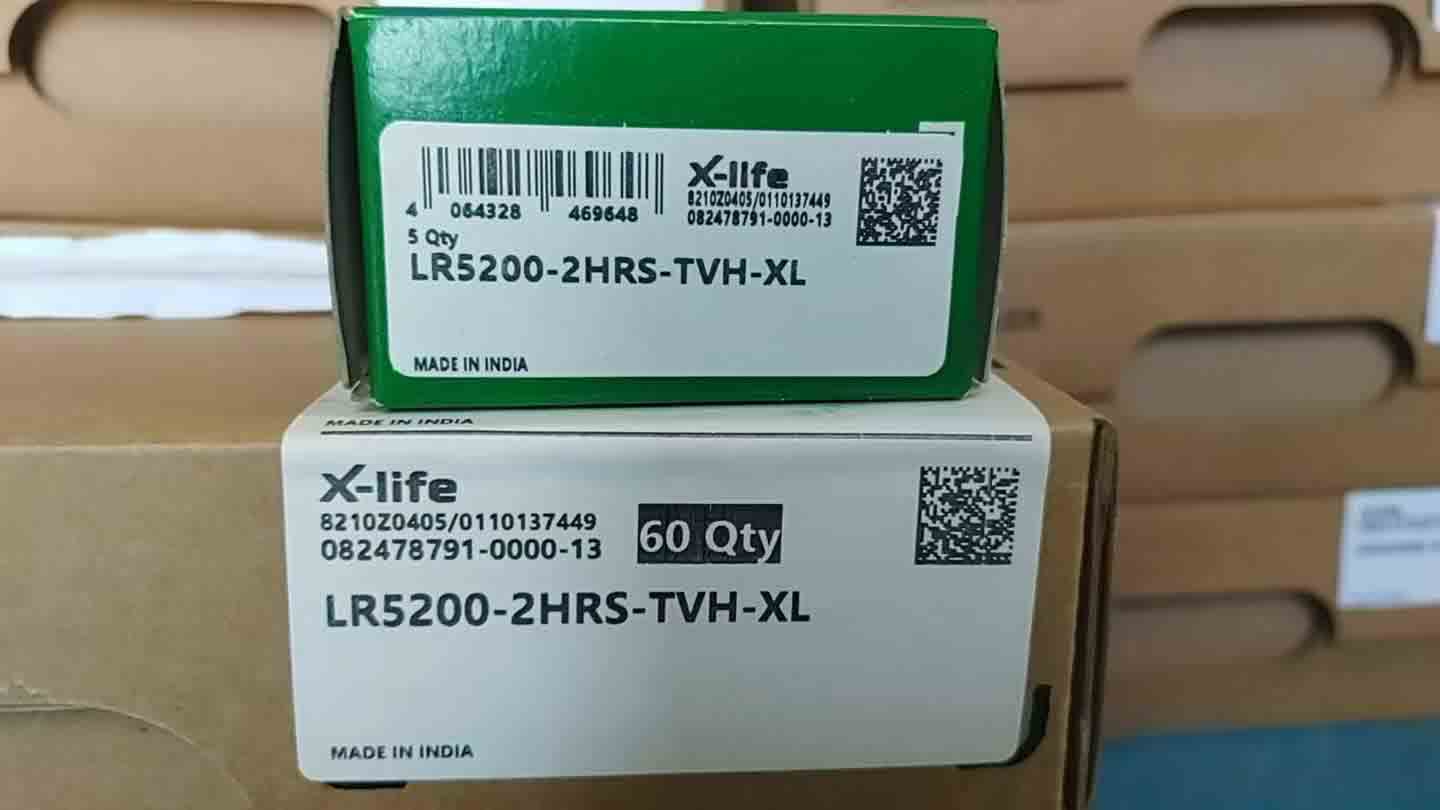 X-life
8210Z0405/0110137449
082478791-0000-13
4 064328 469648
5 Qty
LR5200-2HRS-TVH-XL
MADE IN INDIA
MADE IN INDIA
X-life
8210Z0405/0110137449
082478791-0000-13
60 Qty
LR5200-2HRS-TVH-XL
MADE IN INDIA